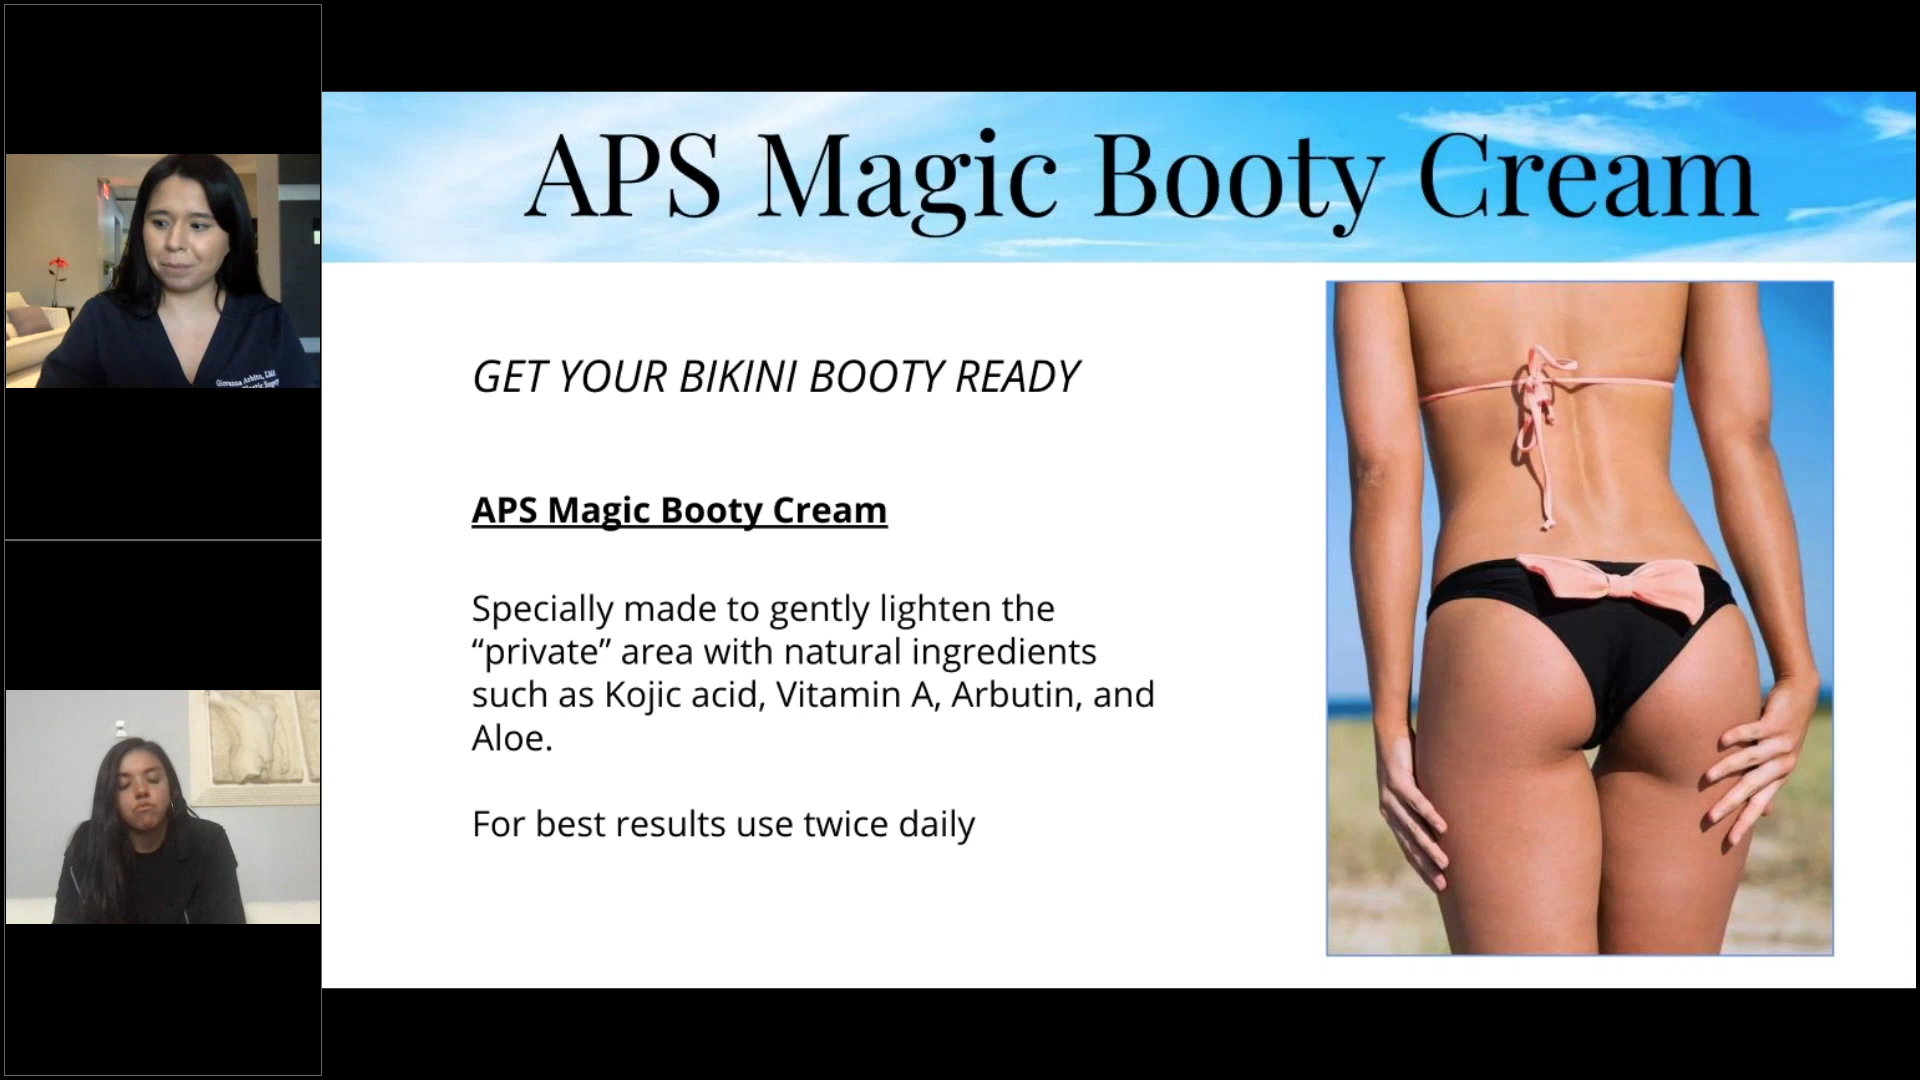 APS Magic Booty Cream
GET YOUR BIKINI BOOTY READY
APS Magic Booty Cream
Specially made to gently lighten the
“private” area with natural ingredients
such as Kojic acid, Vitamin A, Arbutin, and
Aloe.
For best results use twice daily